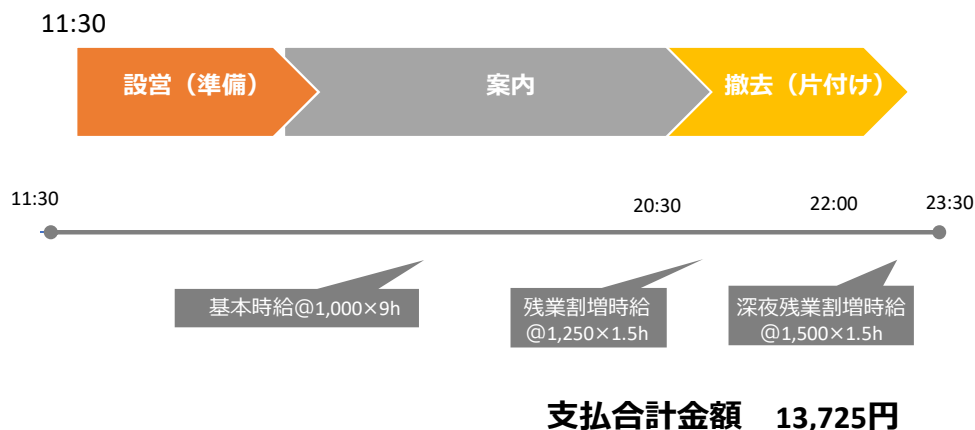 11:30
設営（準備）
案内
撤去（片付け）
11:30
20:30
22:00
23:30
基本時給@1,000×9h
残業割増時給
@1,250×1.5h
深夜残業割増時給
@1,500×1.5h
支払合計金額　13,725円